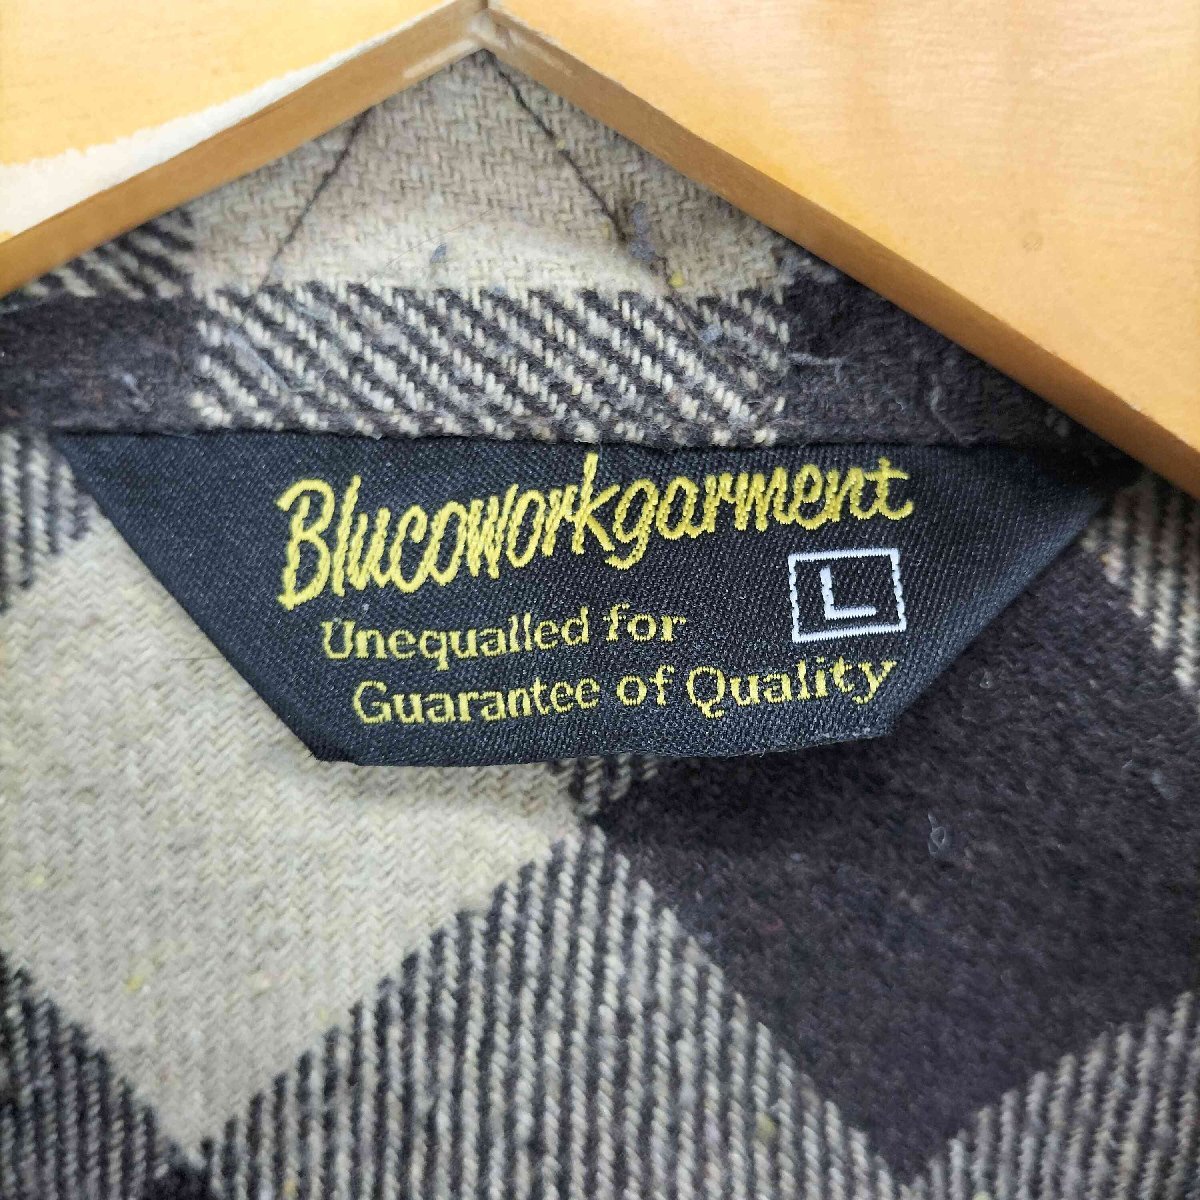 Blucoworkgarment
L
Unequalled for
Guarantee of Quality